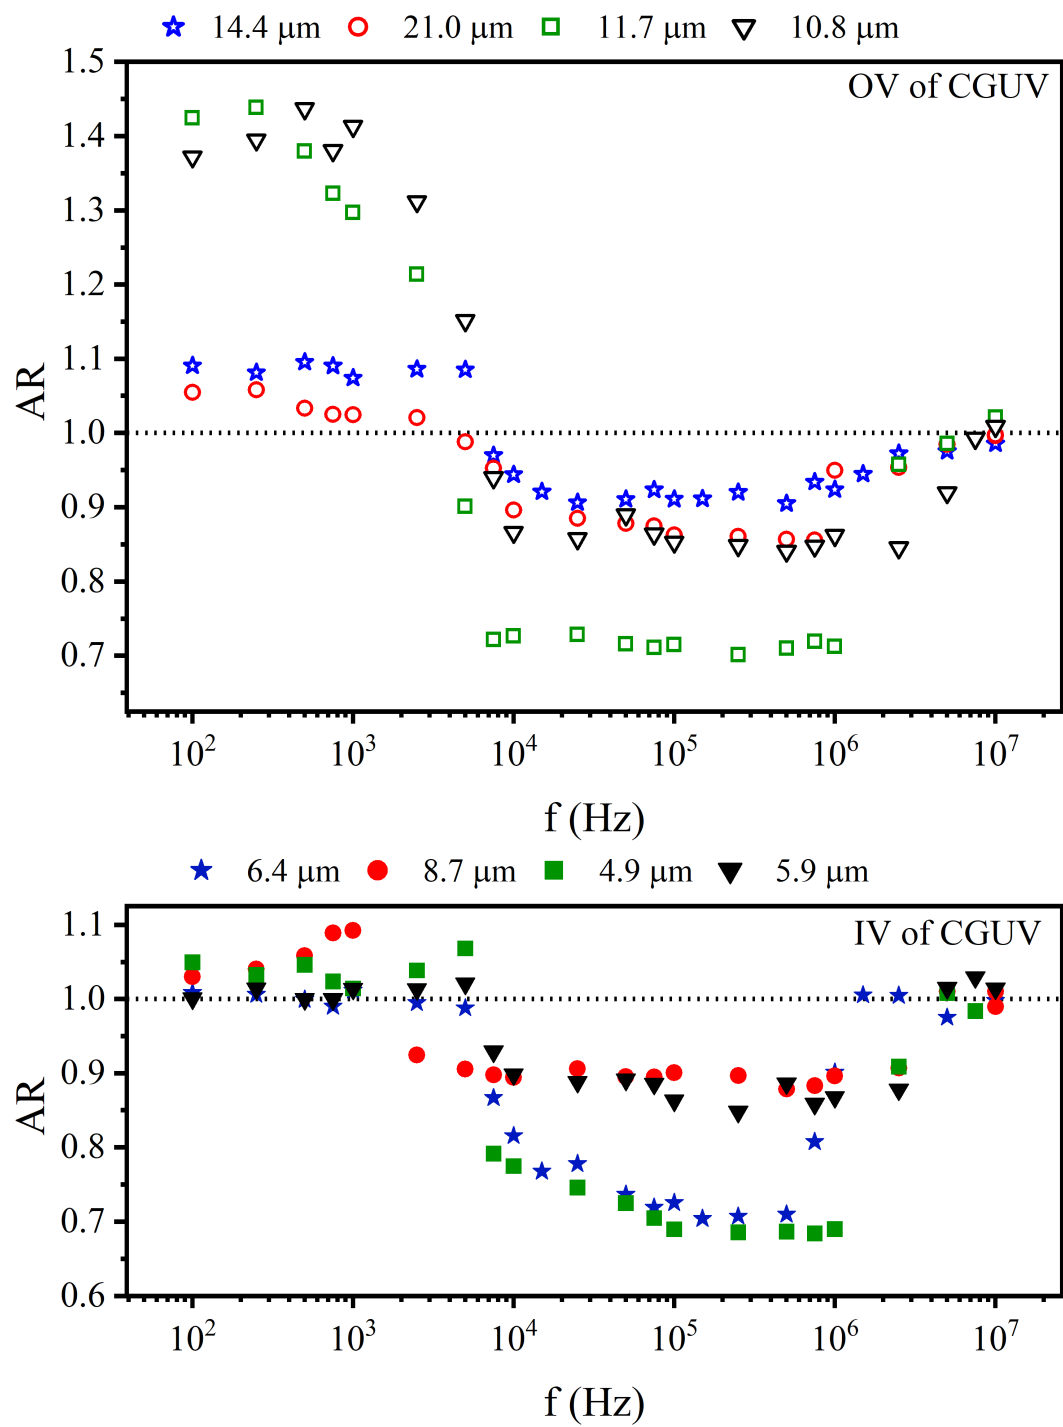 14.4 μm 21.0 μm 11.7 μm 10.8 μm
OV of CGUV
1.5
1.4
1.3
1.2
1.1
1.0
0.9
0.8
0.7
AR
10² 10³ 10⁴ 10⁵ 10⁶ 10⁷
f (Hz)
6.4 μm 8.7 μm 4.9 μm 5.9 μm
IV of CGUV
1.1
1.0
0.9
0.8
0.7
0.6
AR
10² 10³ 10⁴ 10⁵ 10⁶ 10⁷
f (Hz)